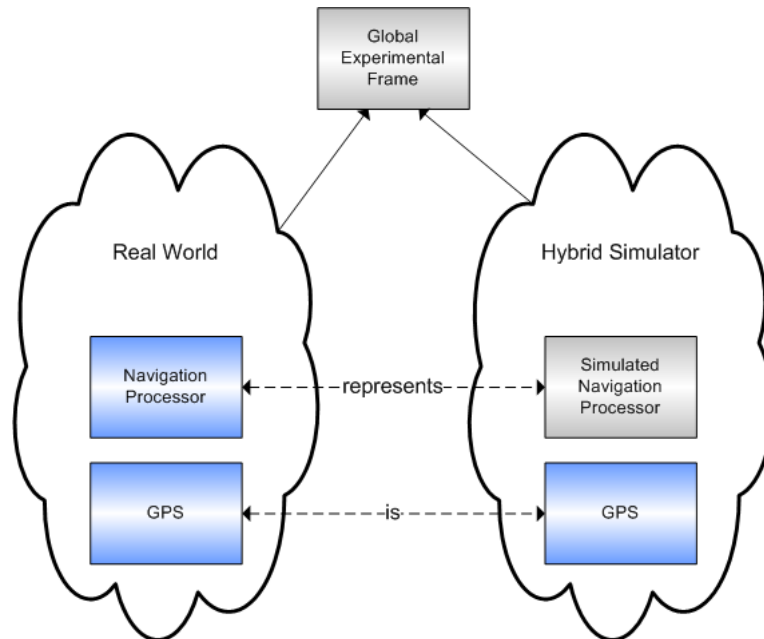 Global
Experimental
Frame
Real World
Hybrid Simulator
Navigation
Processor
represents
Simulated
Navigation
Processor
GPS
is
GPS